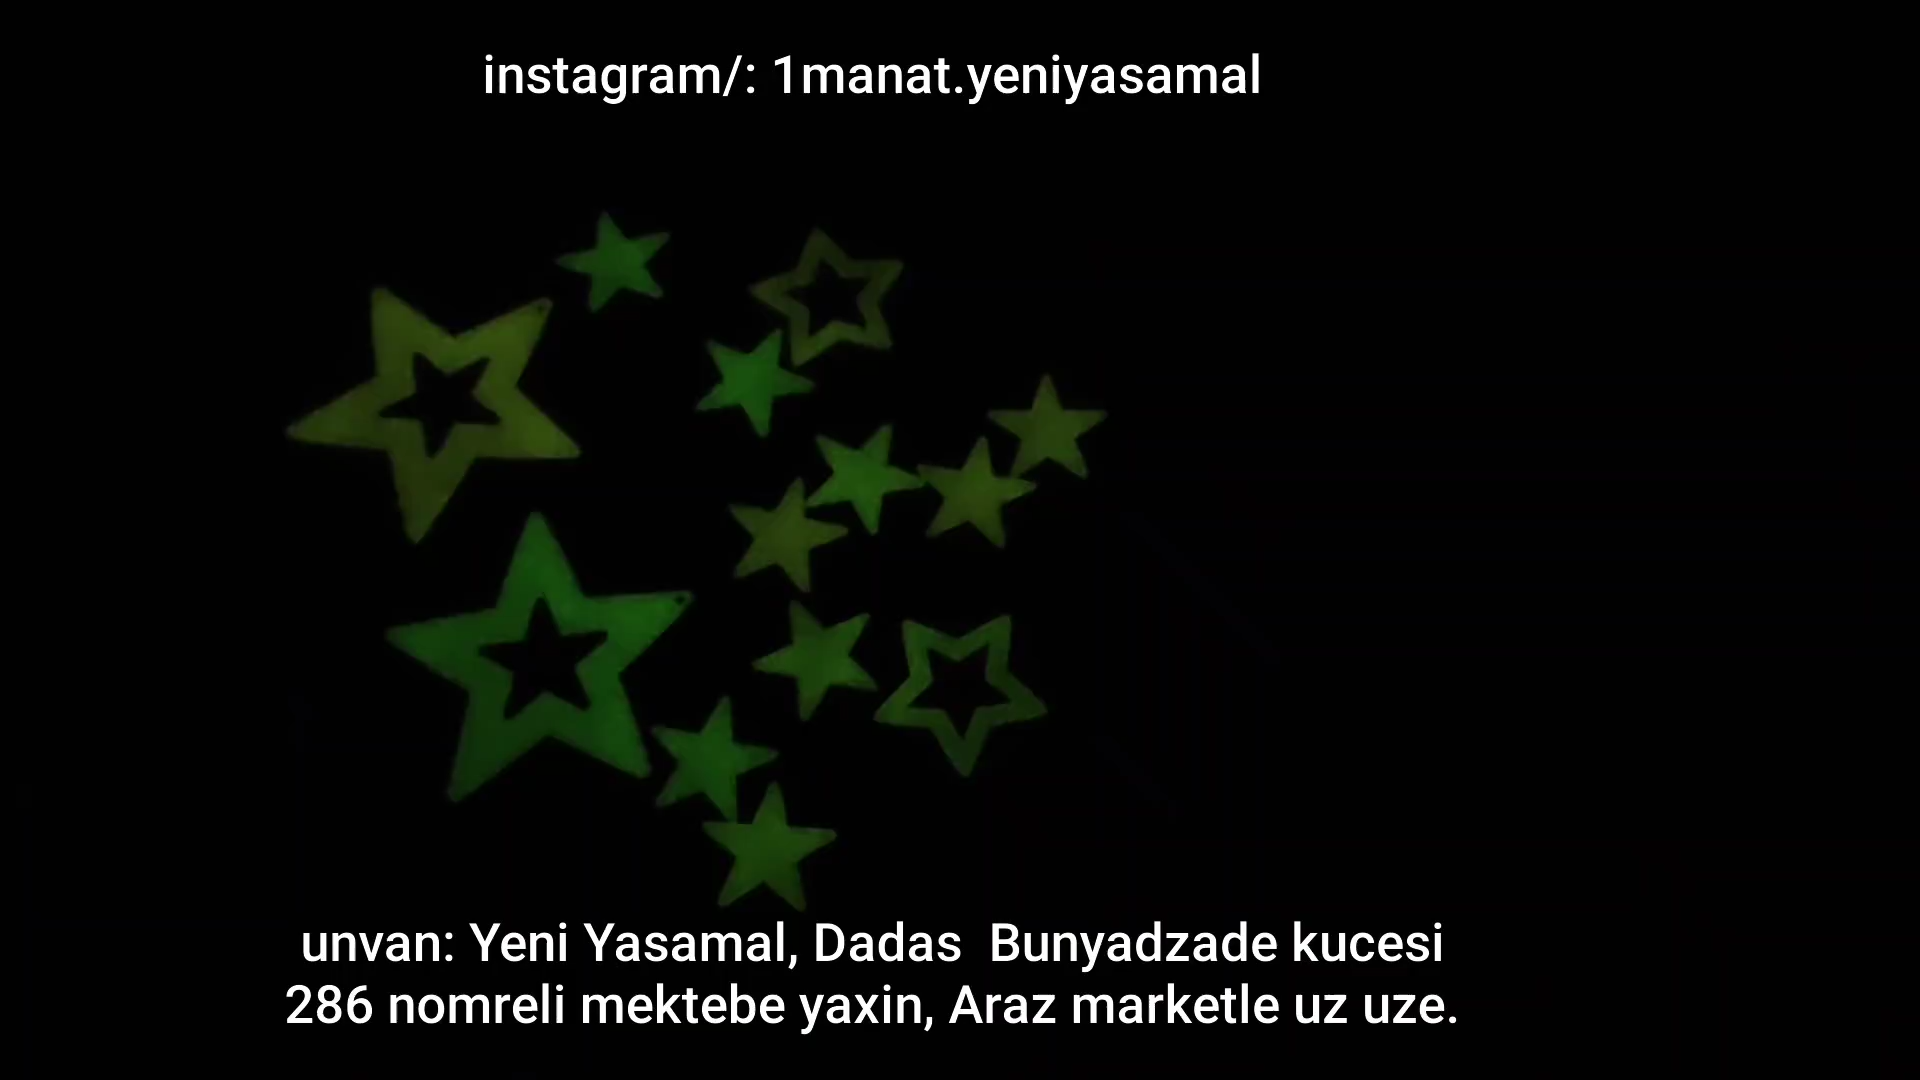 instagram/: 1manat.yeniyasamal
unvan: Yeni Yasamal, Dadas Bunyadzade kucesi
286 nomreli mektebe yaxin, Araz marketle uz uze.